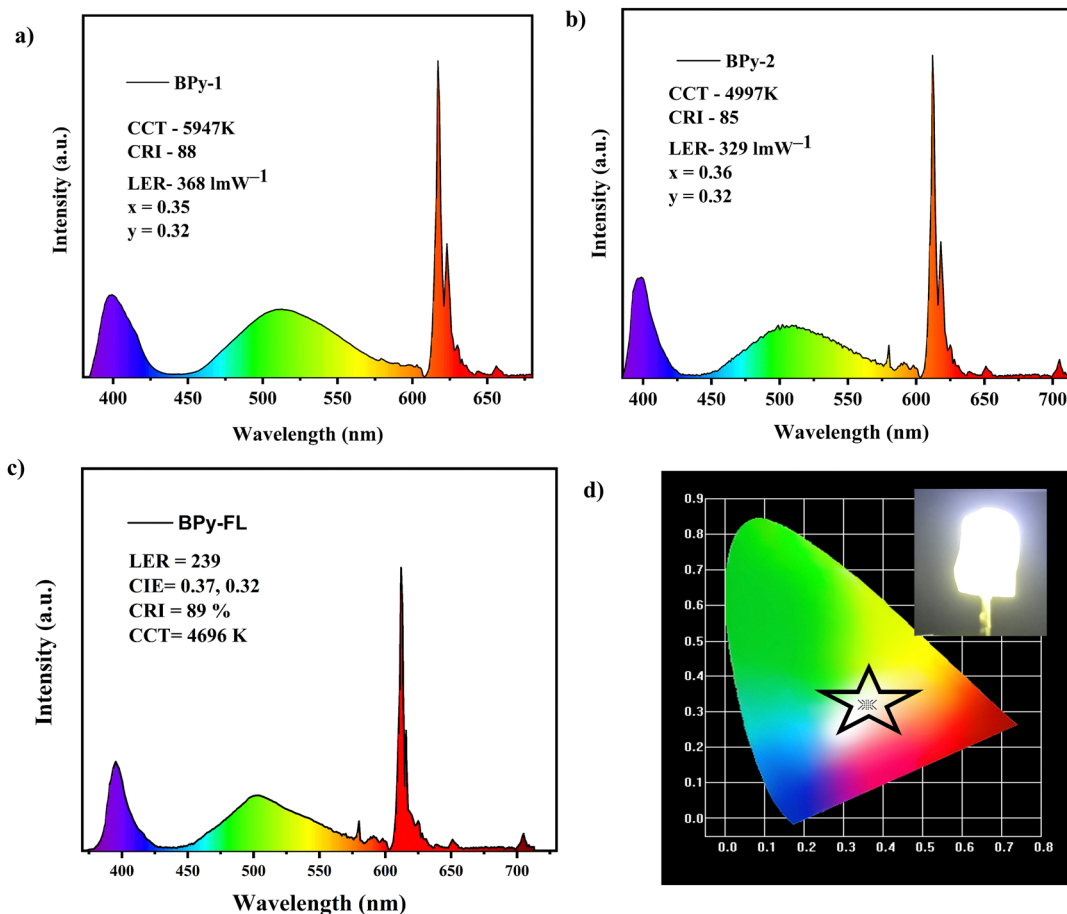 a)
BPy-1
CCT - 5947K
CRI - 88
LER- 368 lmW⁻¹
x = 0.35
y = 0.32
Intensity (a.u.)
400 450 500 550 600 650
Wavelength (nm)
b)
BPy-2
CCT - 4997K
CRI - 85
LER- 329 lmW⁻¹
x = 0.36
y = 0.32
Intensity (a.u.)
400 450 500 550 600 650 700
Wavelength (nm)
c)
BPy-FL
LER = 239
CIE= 0.37, 0.32
CRI = 89 %
CCT= 4696 K
Intensity (a.u.)
400 450 500 550 600 650 700
Wavelength (nm)
d)
0.9
0.8
0.7
0.6
0.5
0.4
0.3
0.2
0.1
0.0
0.0 0.1 0.2 0.3 0.4 0.5 0.6 0.7 0.8